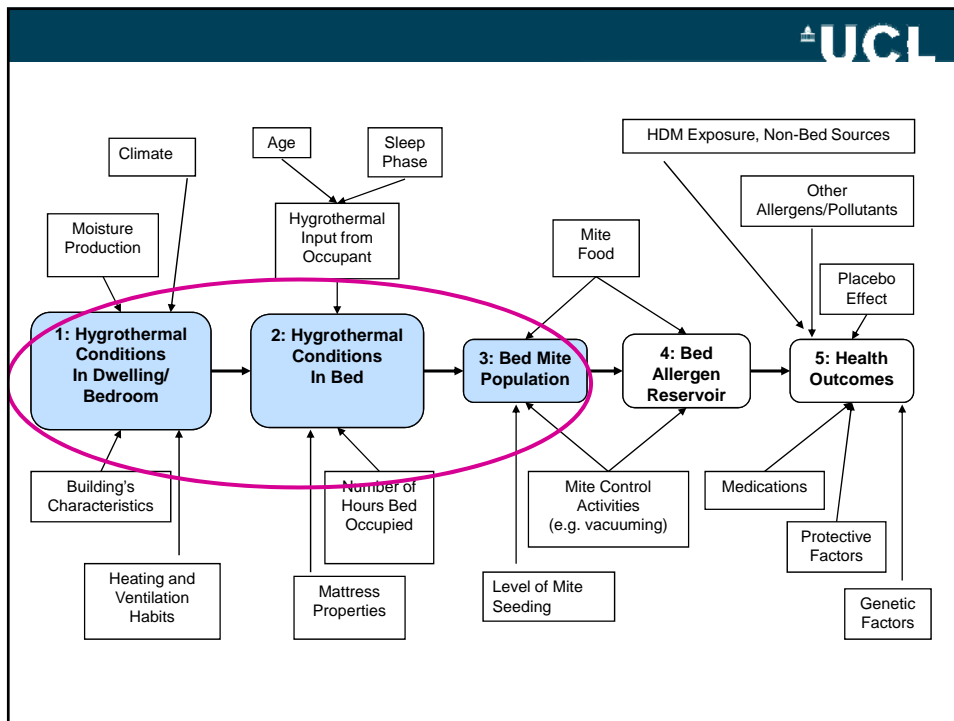 UCL
Climate
Age
Sleep
Phase
HDM Exposure, Non-Bed Sources
Other
Allergens/Pollutants
Moisture
Production
Hygrothermal
Input from
Occupant
Mite
Food
Placebo
Effect
1: Hygrothermal
Conditions
In Dwelling/
Bedroom
2: Hygrothermal
Conditions
In Bed
3: Bed Mite
Population
4: Bed
Allergen
Reservoir
5: Health
Outcomes
Building's
Characteristics
Number of
Hours Bed
Occupied
Mite Control
Activities
(e.g. vacuuming)
Medications
Protective
Factors
Heating and
Ventilation
Habits
Mattress
Properties
Level of Mite
Seeding
Genetic
Factors